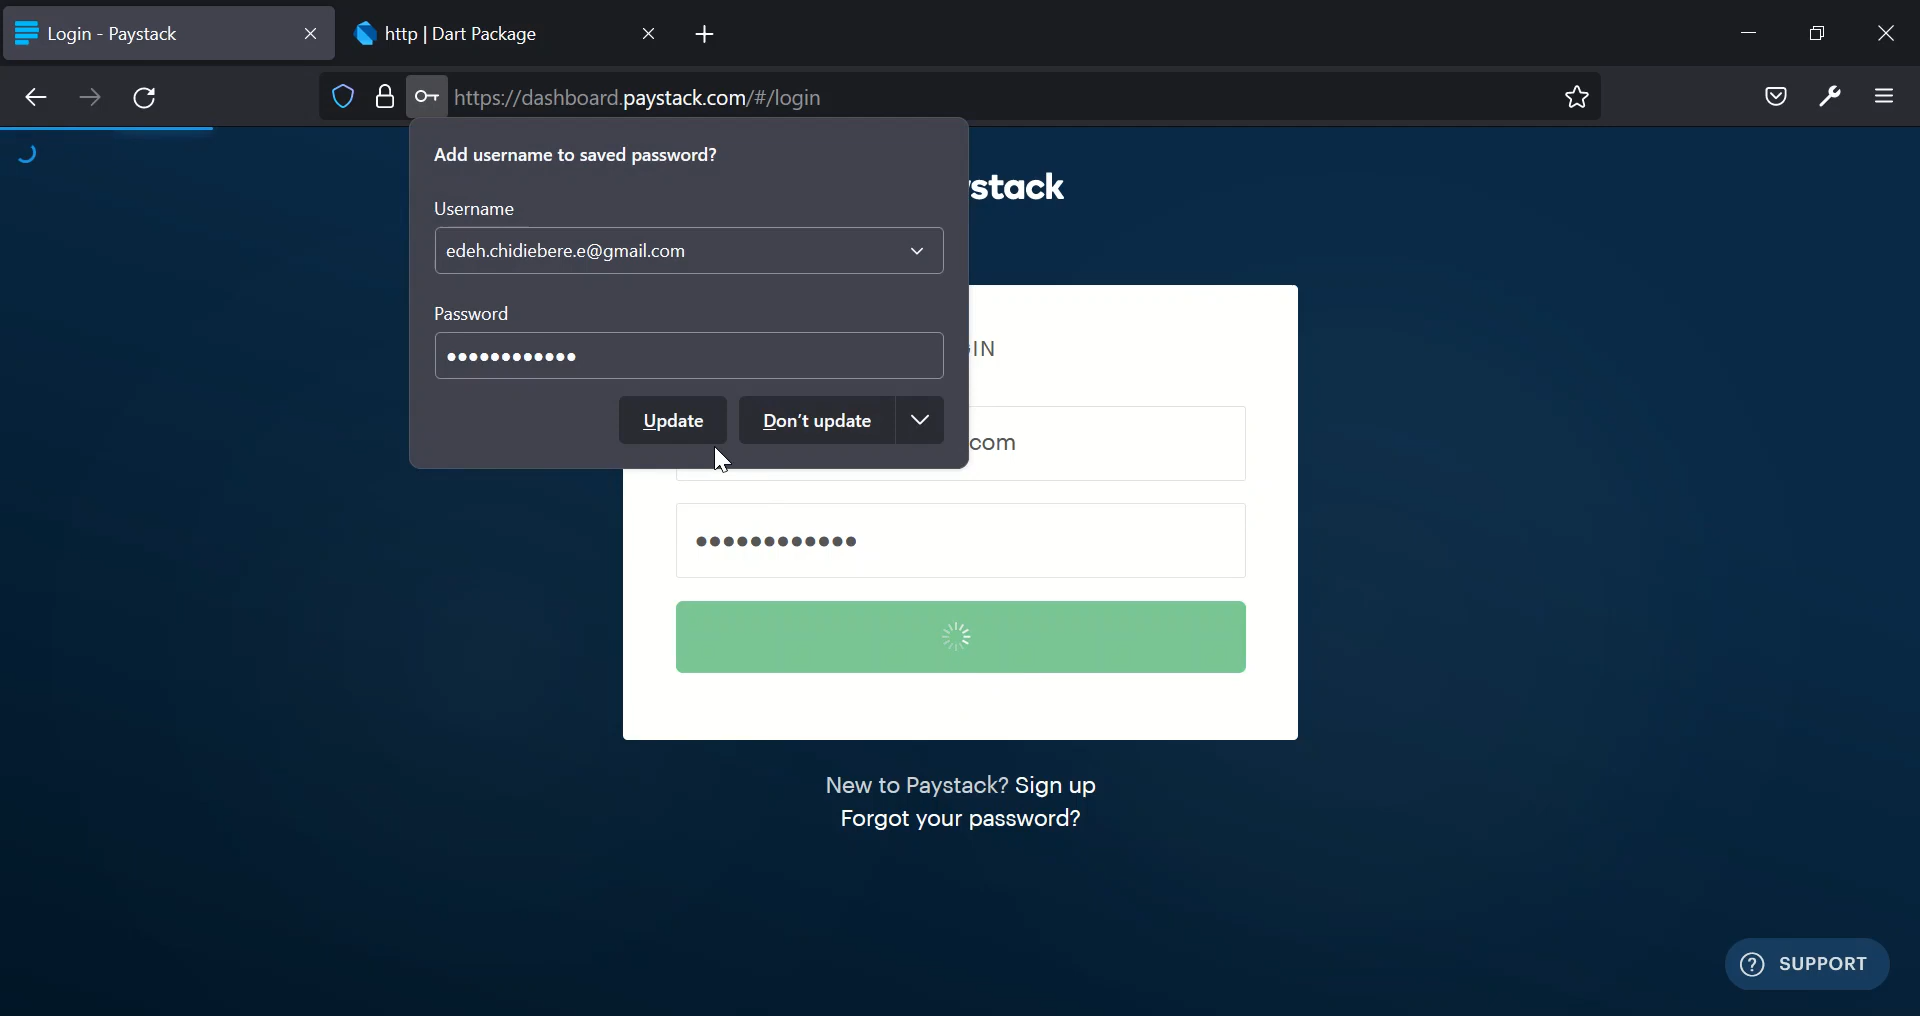 Login - Paystack
http | Dart Package
https://dashboard.paystack.com/#/login
Add username to saved password?
Username
edeh.chidiebere.e@gmail.com
Password
••••••••••••
Update
Don't update
stack
IN
com
••••••••••••
New to Paystack? Sign up
Forgot your password?
SUPPORT